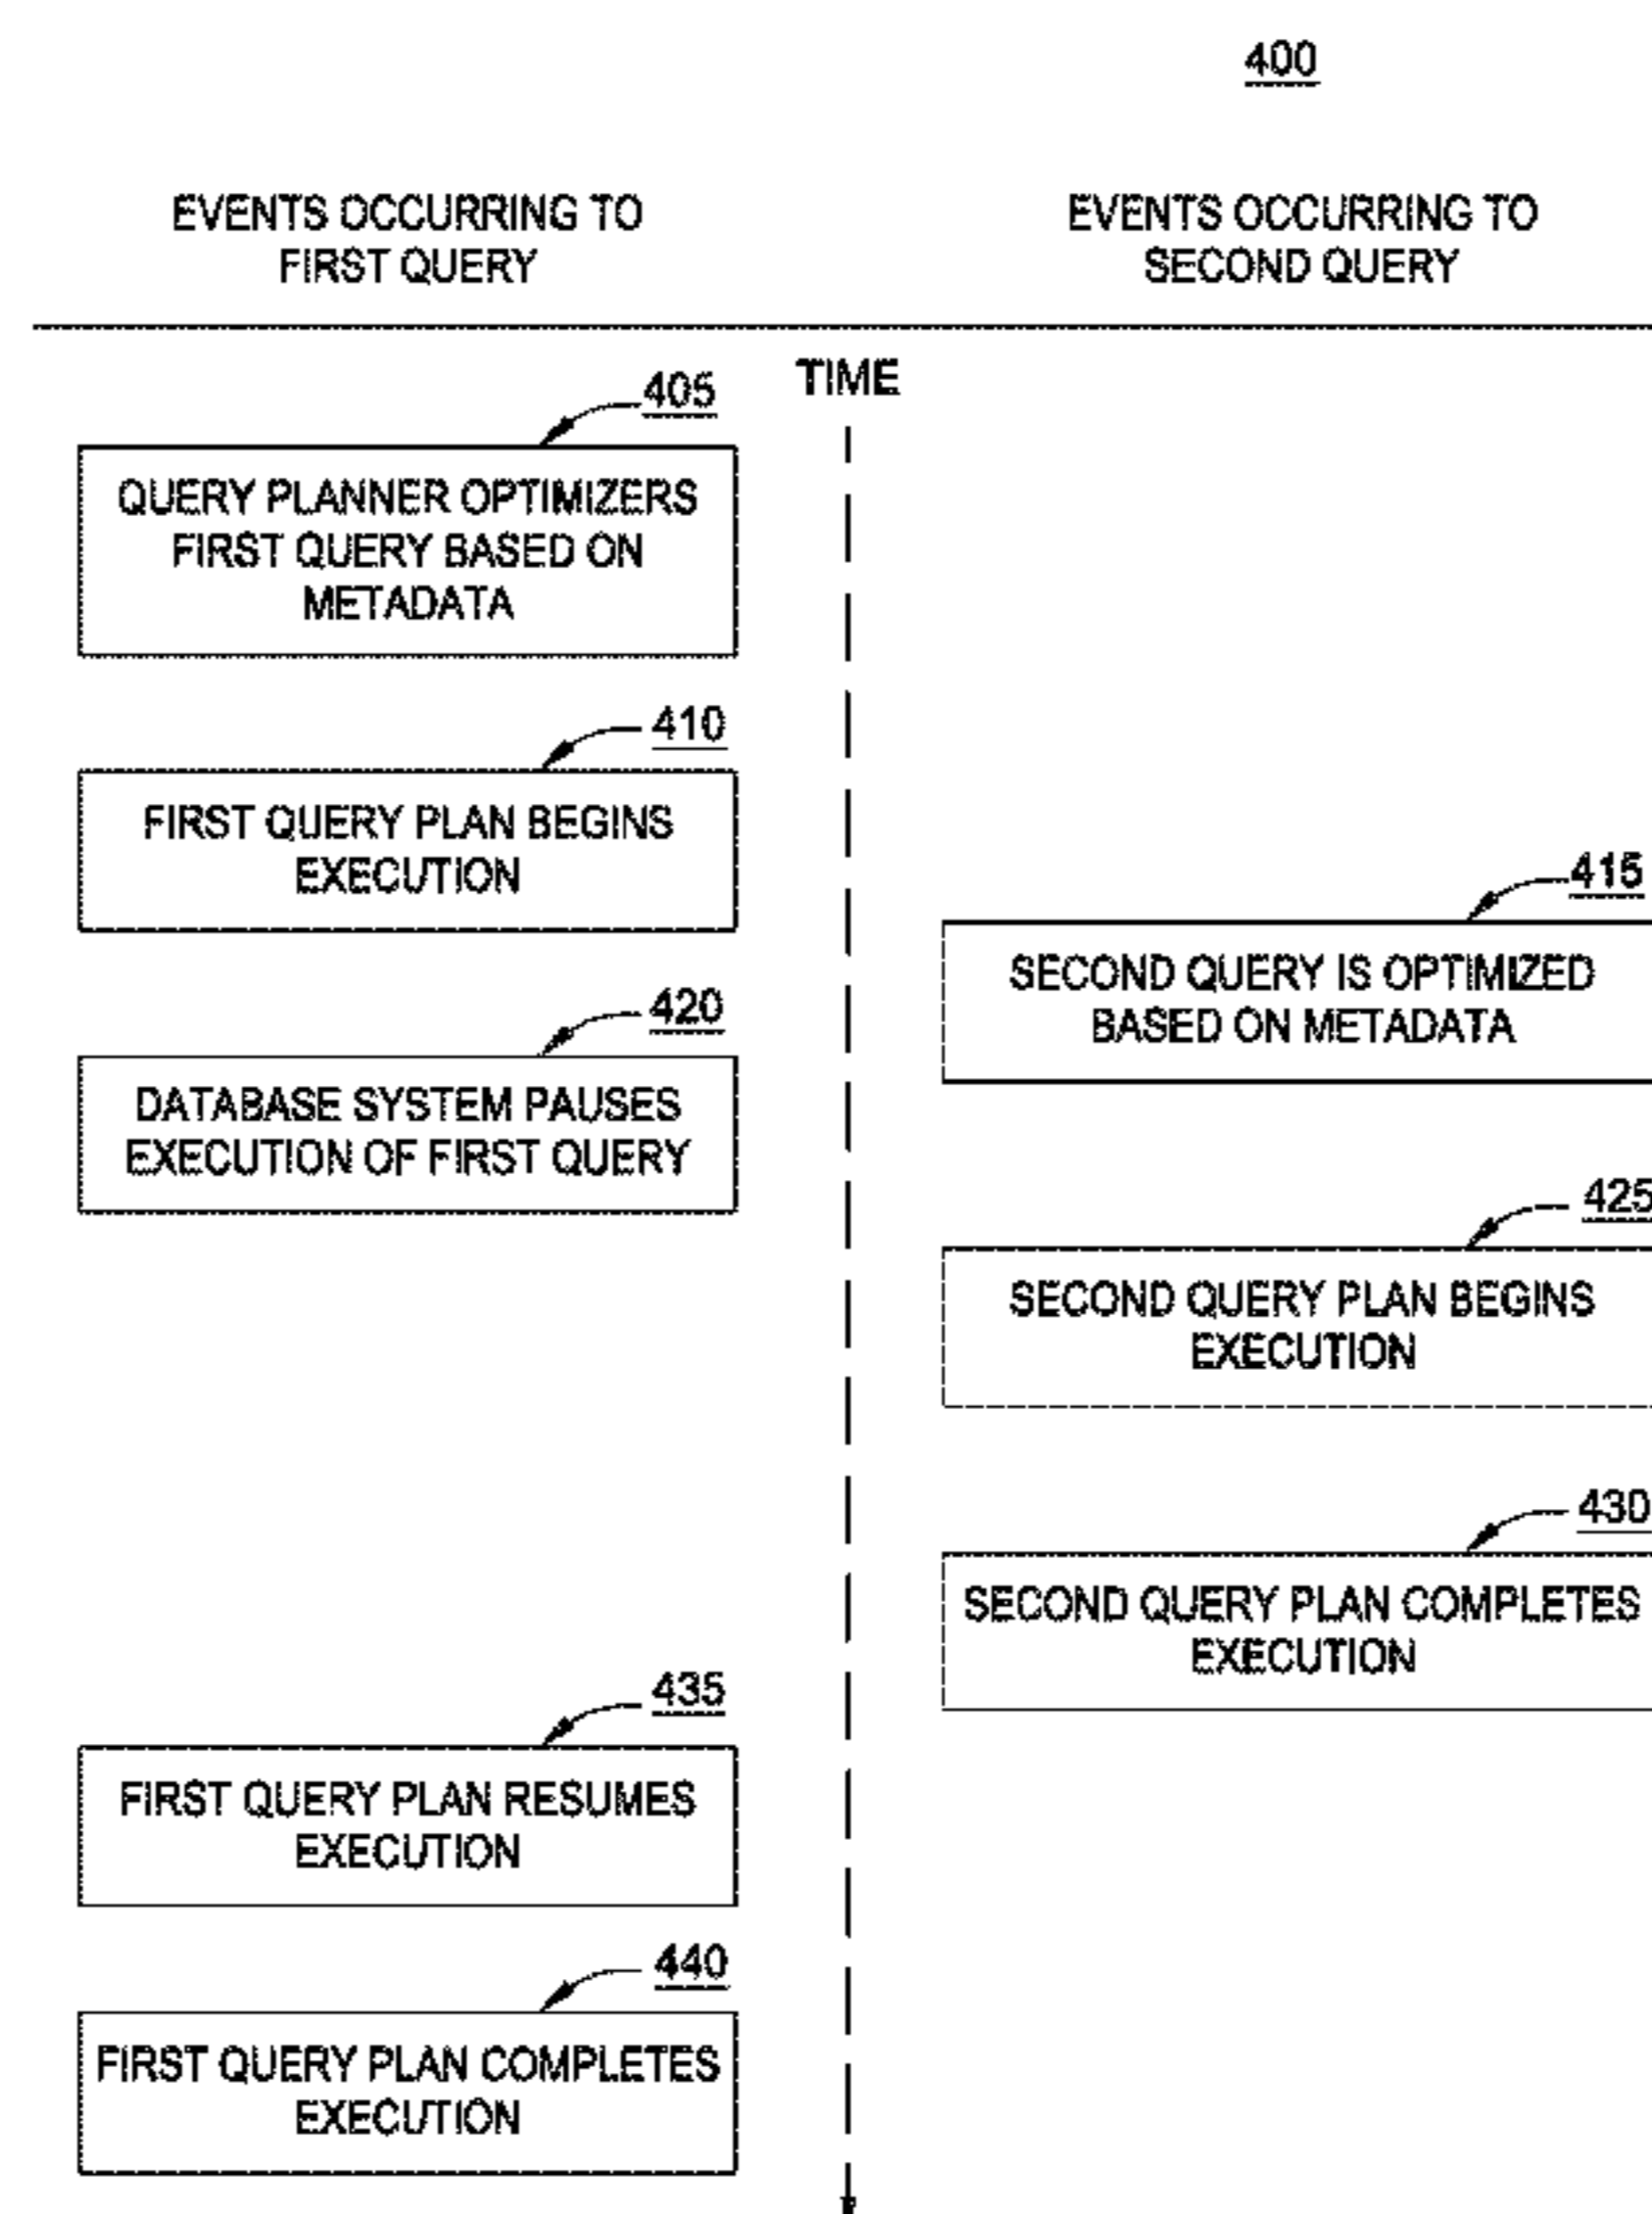 400
EVENTS OCCURRING TO
FIRST QUERY
EVENTS OCCURRING TO
SECOND QUERY
TIME
405
QUERY PLANNER OPTIMIZERS
FIRST QUERY BASED ON
METADATA
410
FIRST QUERY PLAN BEGINS
EXECUTION
415
SECOND QUERY IS OPTIMIZED
BASED ON METADATA
420
DATABASE SYSTEM PAUSES
EXECUTION OF FIRST QUERY
425
SECOND QUERY PLAN BEGINS
EXECUTION
430
SECOND QUERY PLAN COMPLETES
EXECUTION
435
FIRST QUERY PLAN RESUMES
EXECUTION
440
FIRST QUERY PLAN COMPLETES
EXECUTION